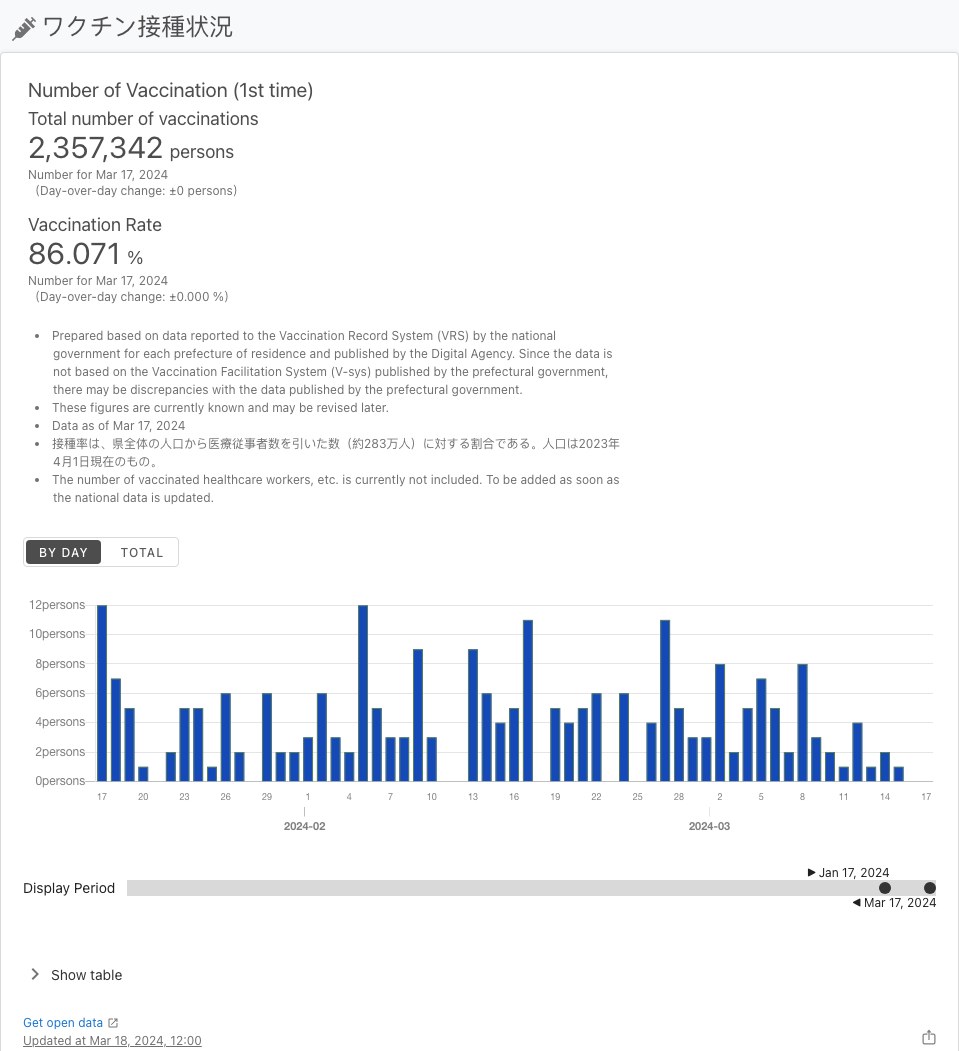 ワクチン接種状況
Number of Vaccination (1st time)
Total number of vaccinations
2,357,342 persons
Number for Mar 17, 2024
(Day-over-day change: ±0 persons)
Vaccination Rate
86.071 %
Number for Mar 17, 2024
(Day-over-day change: ±0.000 %)
• Prepared based on data reported to the Vaccination Record System (VRS) by the national
government for each prefecture of residence and published by the Digital Agency. Since the data is
not based on the Vaccination Facilitation System (V-sys) published by the prefectural government,
there may be discrepancies with the data published by the prefectural government.
• These figures are currently known and may be revised later.
• Data as of Mar 17, 2024
• 接種率は、県全体の人口から医療従事者数を引いた数（約283万人）に対する割合である。人口は2023年
4月1日現在のもの。
• The number of vaccinated healthcare workers, etc. is currently not included. To be added as soon as
the national data is updated.
BY DAY TOTAL
12persons
10persons
8persons
6persons
4persons
2persons
0persons
17 20 23 26 29 1 4 7 10 13 16 19 22 25 28 2 5 8 11 14 17
2024-02 2024-03
Jan 17, 2024
Display Period
Mar 17, 2024
Show table
Get open data
Updated at Mar 18, 2024, 12:00